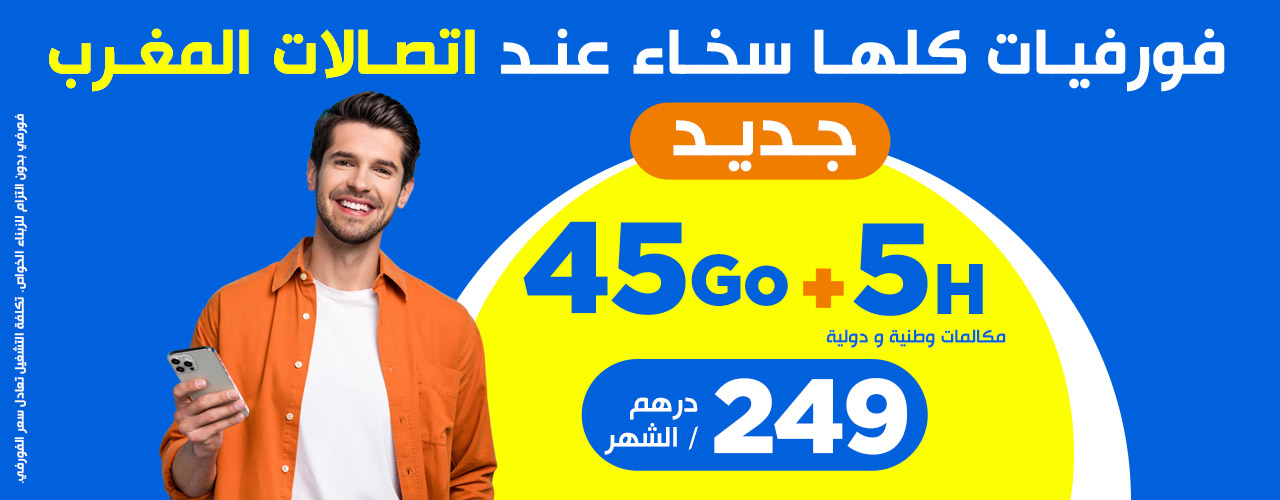 فورفيات كلها سخاء عند اتصالات المغرب
جديد
45Go + 5H
مكالمات وطنية و دولية
249 درهم
/ الشهر
فورفي بدون التزام للزبناء الخواص. تكلفة التشغيل تعادل سعر الفورفي.